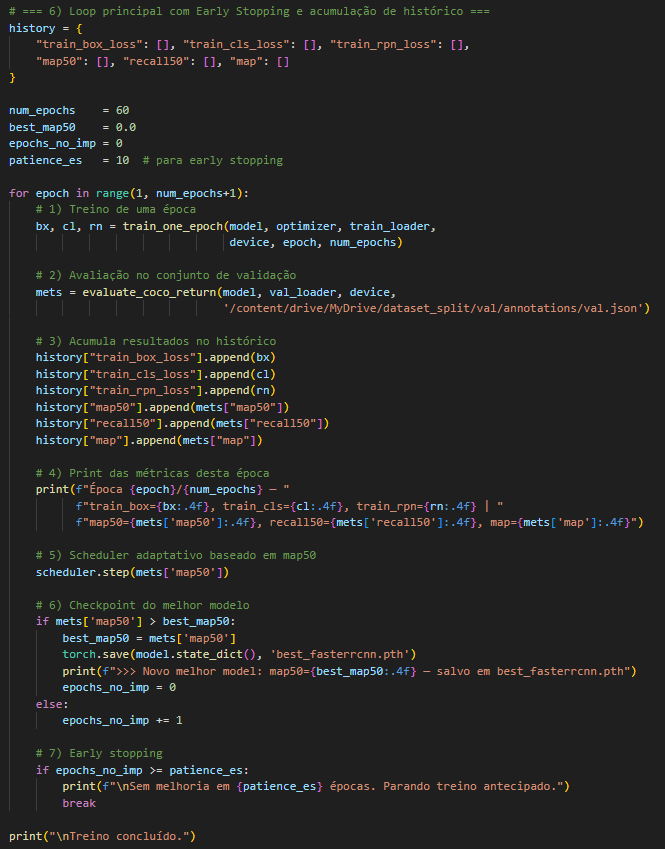 # === 6) Loop principal com Early Stopping e acumulação de histórico ===
history = {
    "train_box_loss": [], "train_cls_loss": [], "train_rpn_loss": [],
    "map50": [], "recall50": [], "map": []
}

num_epochs    = 60
best_map50    = 0.0
epochs_no_imp = 0
patience_es   = 10  # para early stopping

for epoch in range(1, num_epochs+1):
    # 1) Treino de uma época
    bx, cl, rn = train_one_epoch(model, optimizer, train_loader,
                                 device, epoch, num_epochs)

    # 2) Avaliação no conjunto de validação
    mets = evaluate_coco_return(model, val_loader, device,
                                '/content/drive/MyDrive/dataset_split/val/annotations/val.json')

    # 3) Acumula resultados no histórico
    history["train_box_loss"].append(bx)
    history["train_cls_loss"].append(cl)
    history["train_rpn_loss"].append(rn)
    history["map50"].append(mets["map50"])
    history["recall50"].append(mets["recall50"])
    history["map"].append(mets["map"])

    # 4) Print das métricas desta época
    print(f"Época {epoch}/{num_epochs} — "
          f"train_box={bx:.4f}, train_cls={cl:.4f}, train_rpn={rn:.4f} | "
          f"map50={mets['map50']:.4f}, recall50={mets['recall50']:.4f}, map={mets['map']:.4f}")

    # 5) Scheduler adaptativo baseado em map50
    scheduler.step(mets['map50'])

    # 6) Checkpoint do melhor modelo
    if mets['map50'] > best_map50:
        best_map50 = mets['map50']
        torch.save(model.state_dict(), 'best_fasterrcnn.pth')
        print(f">>> Novo melhor model: map50={best_map50:.4f} — salvo em best_fasterrcnn.pth")
        epochs_no_imp = 0
    else:
        epochs_no_imp += 1

    # 7) Early stopping
    if epochs_no_imp >= patience_es:
        print(f"\nSem melhoria em {patience_es} épocas. Parando treino antecipado.")
        break

print("\nTreino concluído.")